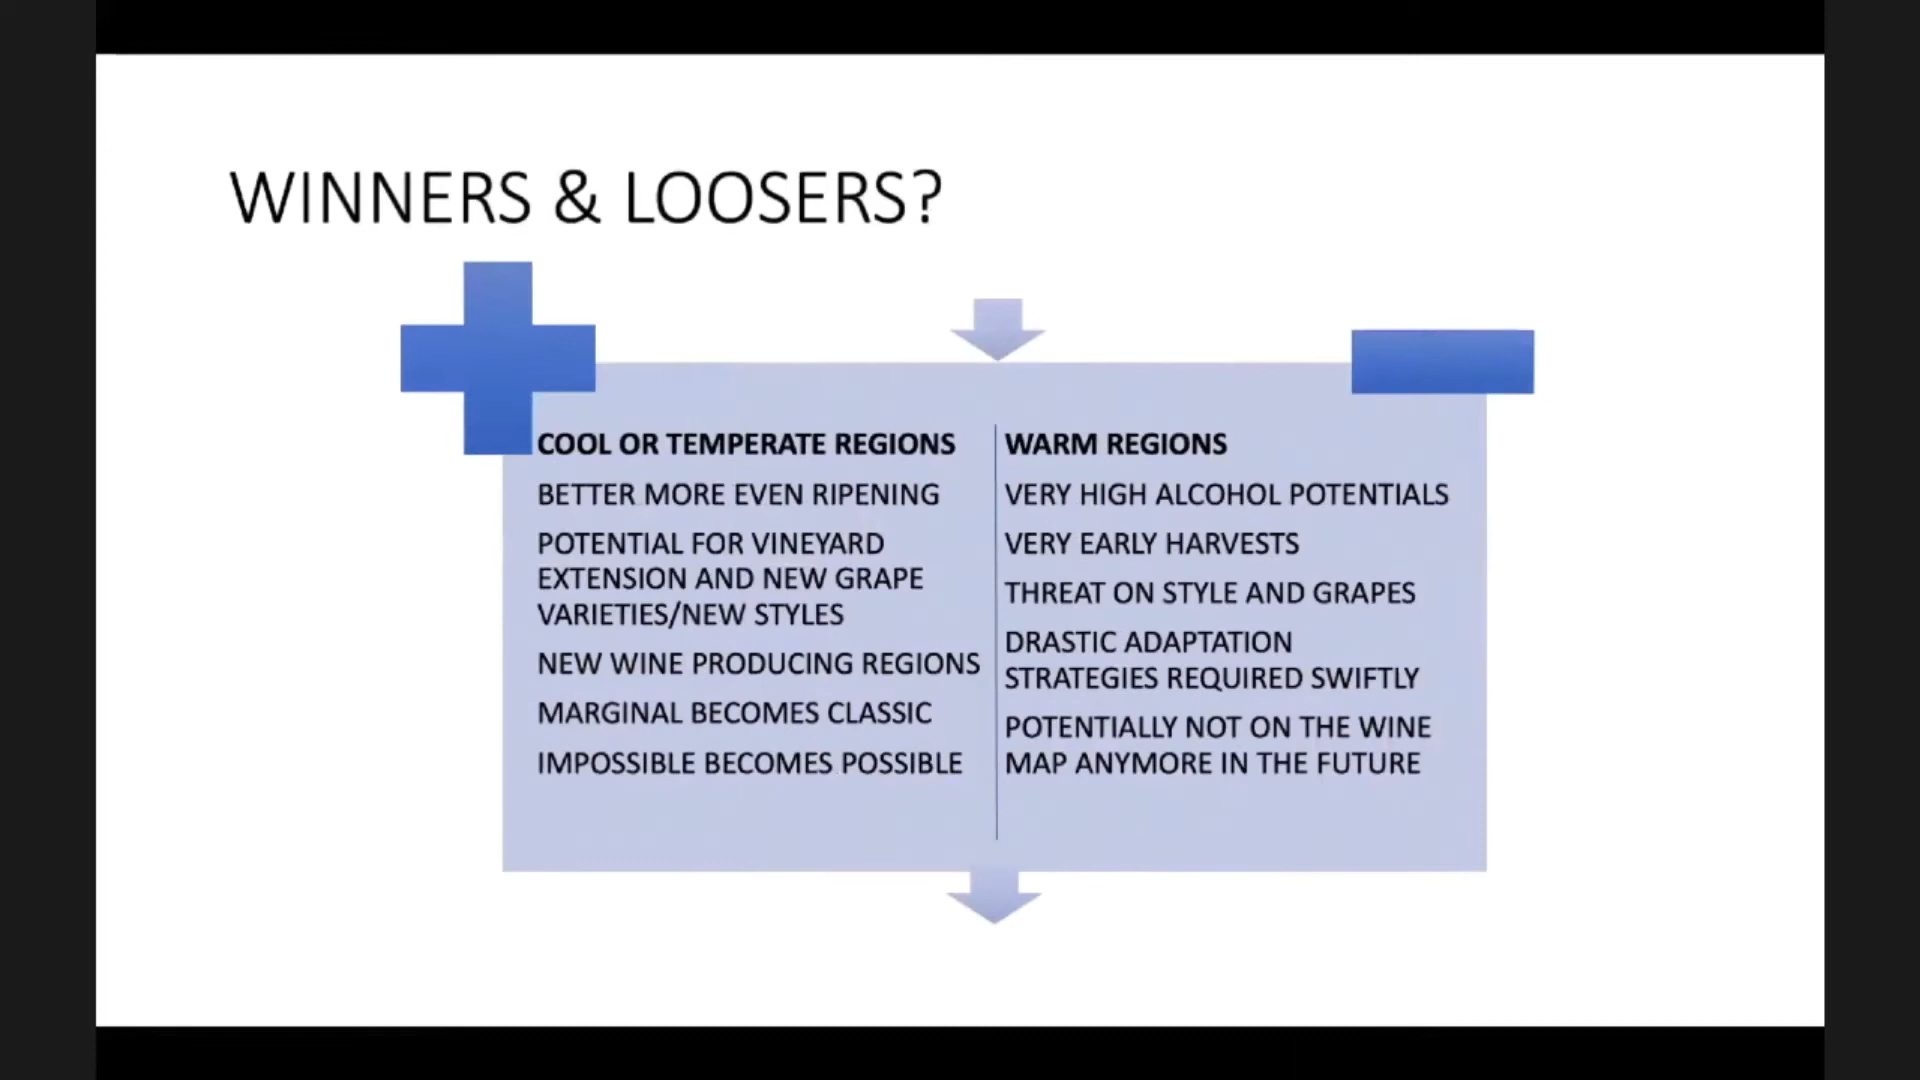 WINNERS & LOOSERS?
COOL OR TEMPERATE REGIONS
BETTER MORE EVEN RIPENING
POTENTIAL FOR VINEYARD
EXTENSION AND NEW GRAPE
VARIETIES/NEW STYLES
NEW WINE PRODUCING REGIONS
MARGINAL BECOMES CLASSIC
IMPOSSIBLE BECOMES POSSIBLE
WARM REGIONS
VERY HIGH ALCOHOL POTENTIALS
VERY EARLY HARVESTS
THREAT ON STYLE AND GRAPES
DRASTIC ADAPTATION
STRATEGIES REQUIRED SWIFTLY
POTENTIALLY NOT ON THE WINE
MAP ANYMORE IN THE FUTURE